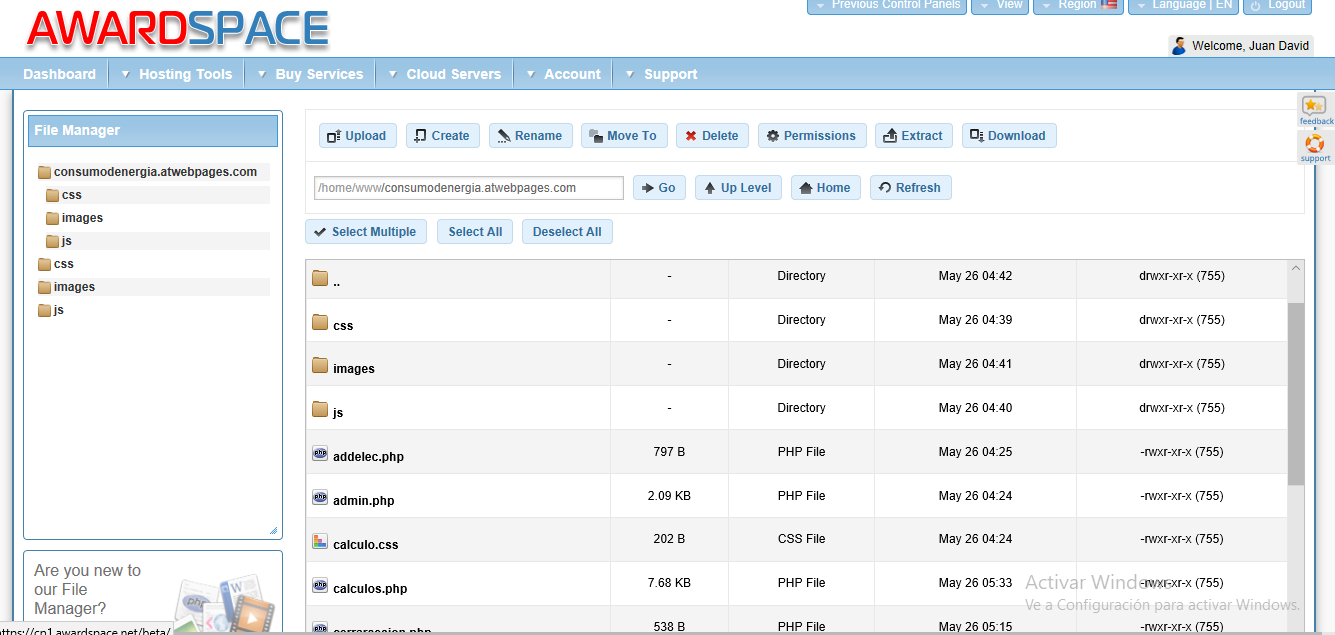 Previous Control Panels View Region Language | EN Logout
AWARDSPACE
Welcome, Juan David
Dashboard Hosting Tools Buy Services Cloud Servers Account Support
feedback
support
File Manager
consumodenergia.atwebpages.com
css
images
js
css
images
js
Are you new to
our File
Manager?
Upload Create Rename Move To Delete Permissions Extract Download
/home/www/consumodenergia.atwebpages.com Go Up Level Home Refresh
Select Multiple Select All Deselect All
.. - Directory May 26 04:42 drwxr-xr-x (755)
css - Directory May 26 04:39 drwxr-xr-x (755)
images - Directory May 26 04:41 drwxr-xr-x (755)
js - Directory May 26 04:40 drwxr-xr-x (755)
addelec.php 797 B PHP File May 26 04:25 -rwxr-xr-x (755)
admin.php 2.09 KB PHP File May 26 04:24 -rwxr-xr-x (755)
calculo.css 202 B CSS File May 26 04:24 -rwxr-xr-x (755)
calculos.php 7.68 KB PHP File May 26 05:33 -rwxr-xr-x (755)
538 B PHP File May 26 05:15 -rwxr-xr-x (755)
Activar Windows
Ve a Configuración para activar Windows.
https://cp1.awardspace.net/beta/